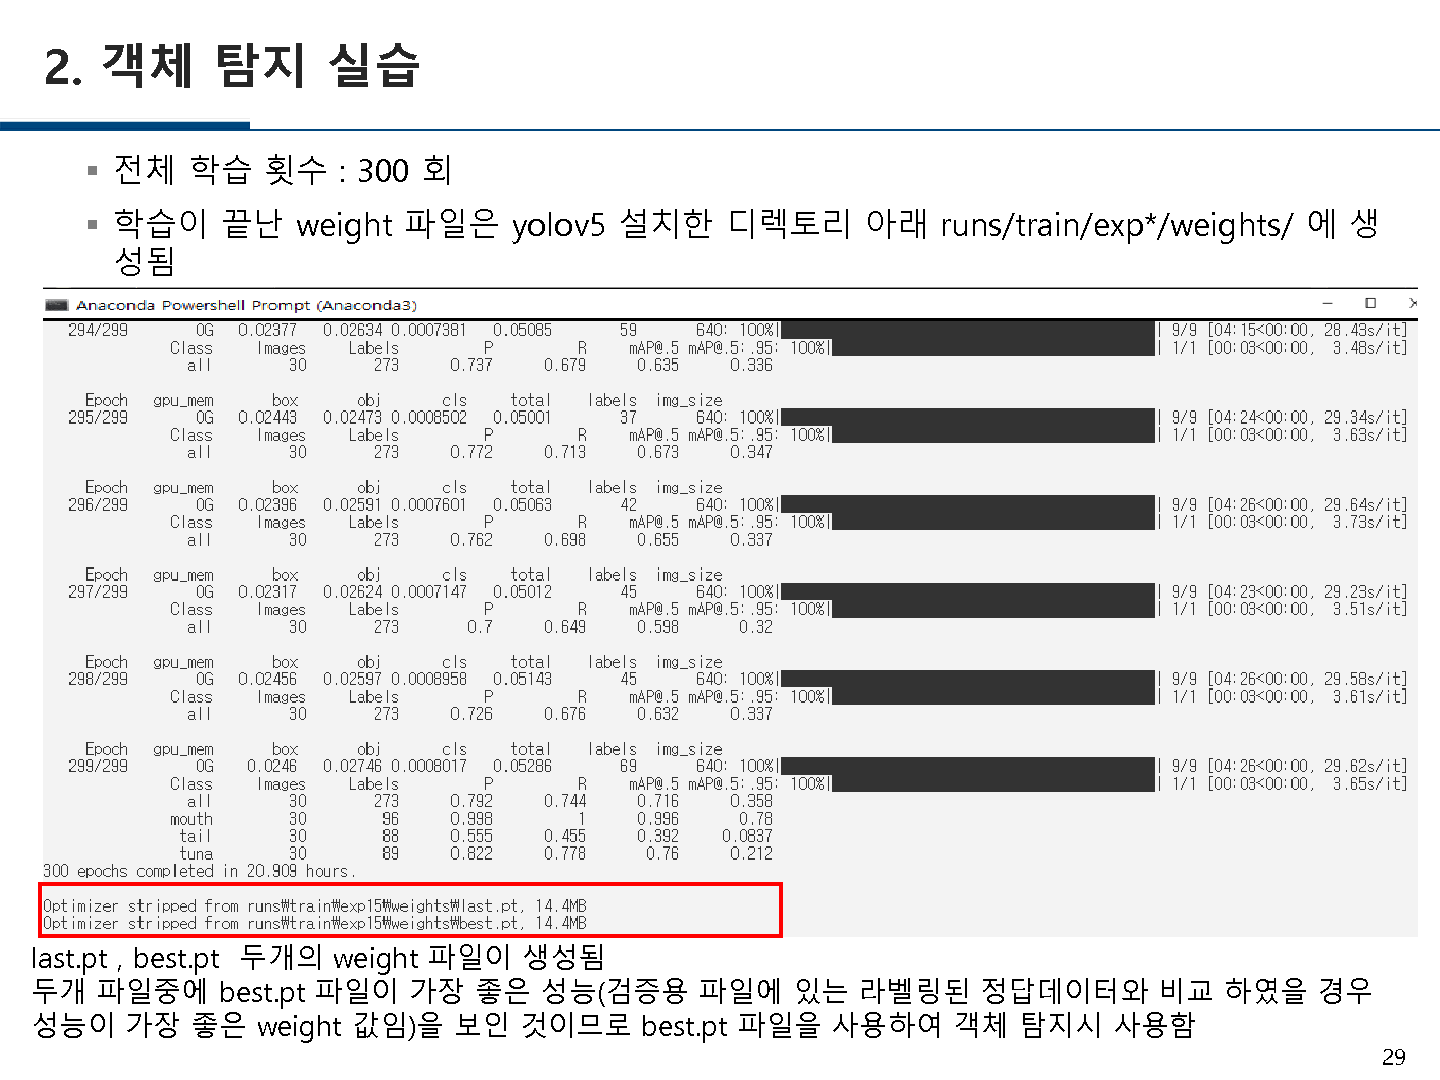 2. 객체 탐지 실습
▪ 전체 학습 횟수 : 300 회
▪ 학습이 끝난 weight 파일은 yolov5 설치한 디렉토리 아래 runs/train/exp*/weights/ 에 생
성됨
Anaconda Powershell Prompt (Anaconda3)
294/299 0G 0.02377 0.02634 0.0007381 0.05085 59 640: 100%| | 9/9 [04:15<00:00, 28.43s/it]
Class Images Labels P R mAP@.5 mAP@.5:.95: 100%| | 1/1 [00:03<00:00, 3.48s/it]
all 30 273 0.737 0.679 0.635 0.336
Epoch gpu_mem box obj cls total labels img_size
295/299 0G 0.02443 0.02473 0.0008502 0.05001 37 640: 100%| | 9/9 [04:24<00:00, 29.34s/it]
Class Images Labels P R mAP@.5 mAP@.5:.95: 100%| | 1/1 [00:03<00:00, 3.63s/it]
all 30 273 0.772 0.713 0.673 0.347
Epoch gpu_mem box obj cls total labels img_size
296/299 0G 0.02396 0.02591 0.0007601 0.05063 42 640: 100%| | 9/9 [04:26<00:00, 29.64s/it]
Class Images Labels P R mAP@.5 mAP@.5:.95: 100%| | 1/1 [00:03<00:00, 3.73s/it]
all 30 273 0.762 0.698 0.655 0.337
Epoch gpu_mem box obj cls total labels img_size
297/299 0G 0.02317 0.02624 0.0007147 0.05012 45 640: 100%| | 9/9 [04:23<00:00, 29.23s/it]
Class Images Labels P R mAP@.5 mAP@.5:.95: 100%| | 1/1 [00:03<00:00, 3.51s/it]
all 30 273 0.7 0.649 0.598 0.32
Epoch gpu_mem box obj cls total labels img_size
298/299 0G 0.02456 0.02597 0.0008958 0.05143 45 640: 100%| | 9/9 [04:26<00:00, 29.58s/it]
Class Images Labels P R mAP@.5 mAP@.5:.95: 100%| | 1/1 [00:03<00:00, 3.61s/it]
all 30 273 0.726 0.676 0.632 0.337
Epoch gpu_mem box obj cls total labels img_size
299/299 0G 0.0246 0.02746 0.0008017 0.05286 69 640: 100%| | 9/9 [04:26<00:00, 29.62s/it]
Class Images Labels P R mAP@.5 mAP@.5:.95: 100%| | 1/1 [00:03<00:00, 3.65s/it]
all 30 273 0.792 0.744 0.716 0.358
mouth 30 96 0.998 1 0.996 0.78
tail 30 88 0.555 0.455 0.392 0.0837
tuna 30 89 0.822 0.778 0.76 0.212
300 epochs completed in 20.909 hours.
Optimizer stripped from runs₩train₩exp15₩weights₩last.pt, 14.4MB
Optimizer stripped from runs₩train₩exp15₩weights₩best.pt, 14.4MB
last.pt , best.pt 두개의 weight 파일이 생성됨
두개 파일중에 best.pt 파일이 가장 좋은 성능(검증용 파일에 있는 라벨링된 정답데이터와 비교 하였을 경우
성능이 가장 좋은 weight 값임)을 보인 것이므로 best.pt 파일을 사용하여 객체 탐지시 사용함
29